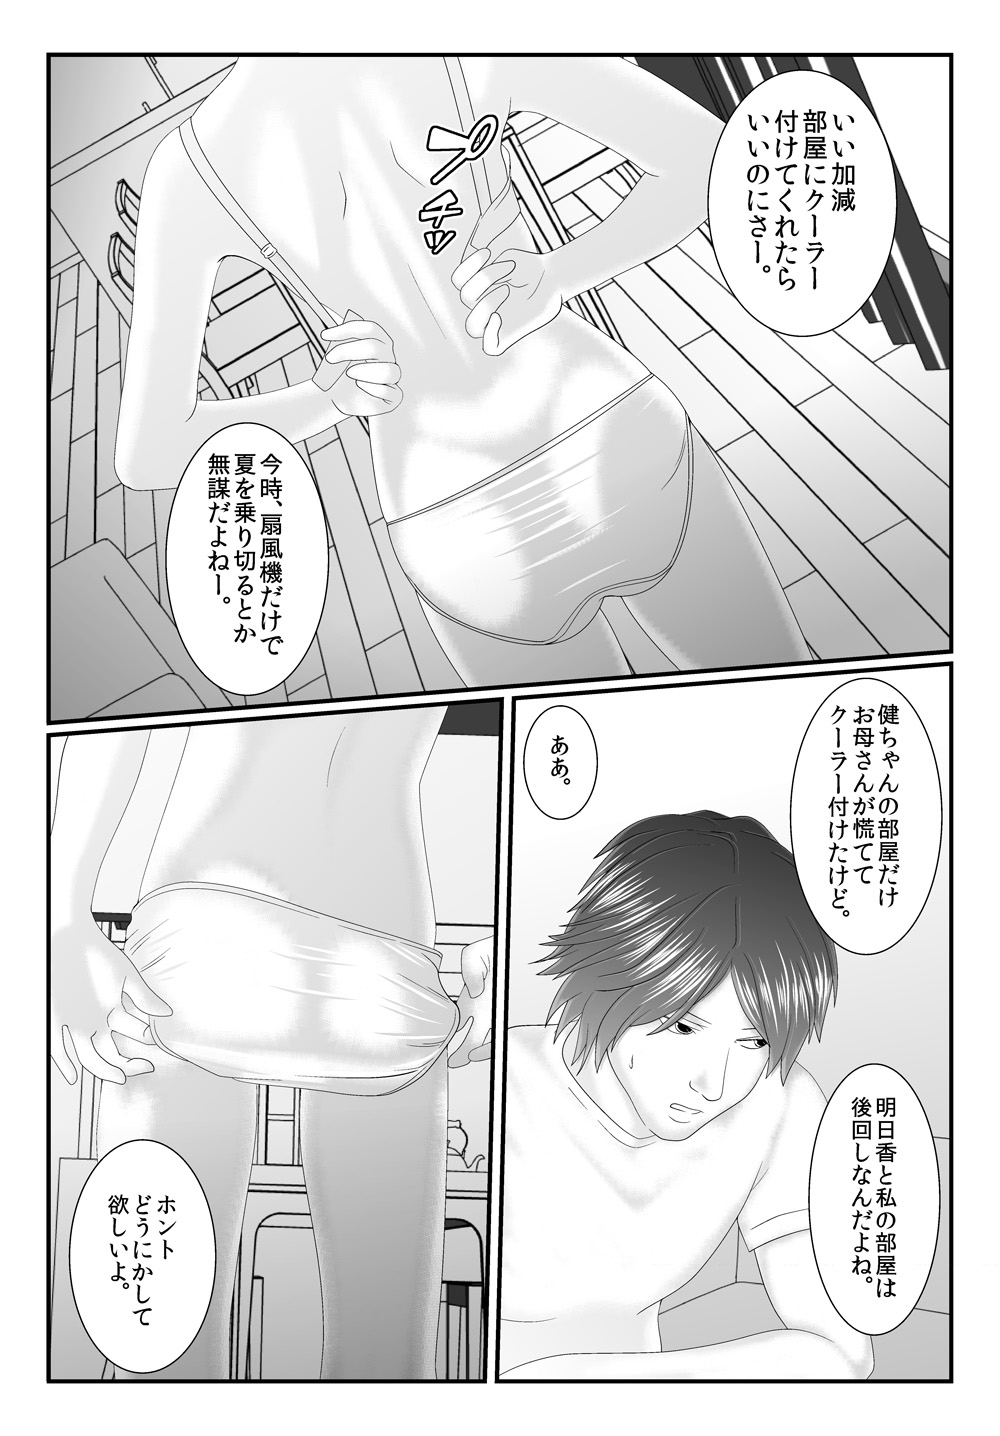 いい加減
部屋にクーラー
付けてくれたら
いいのにさー。
プチッ
今時、扇風機だけで
夏を乗り切るとか
無謀だよねー。
健ちゃんの部屋だけ
お母さんが慌てて
クーラー付けたけど。
ああ。
明日香と私の部屋は
後回しなんだよね。
ホント
どうにかして
欲しいよ。